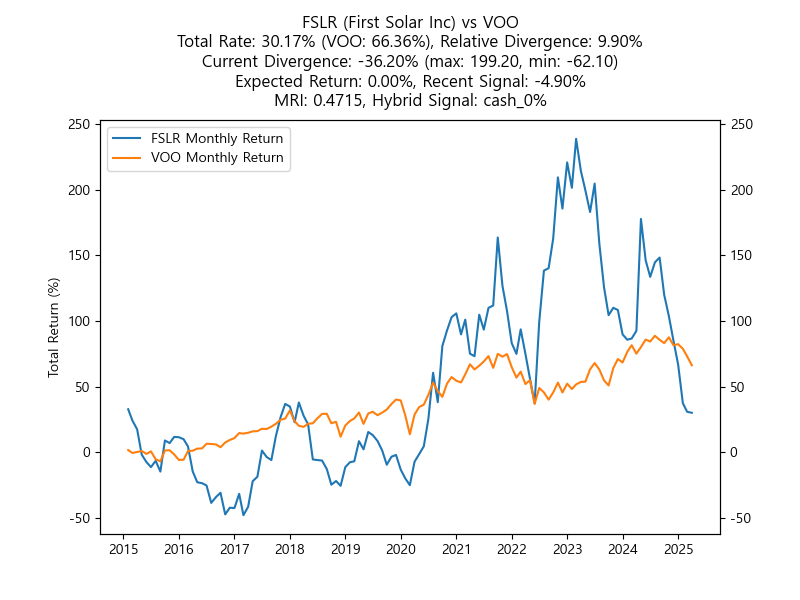 FSLR (First Solar Inc) vs VOO
Total Rate: 30.17% (VOO: 66.36%), Relative Divergence: 9.90%
Current Divergence: -36.20% (max: 199.20, min: -62.10)
Expected Return: 0.00%, Recent Signal: -4.90%
MRI: 0.4715, Hybrid Signal: cash_0%
FSLR Monthly Return
VOO Monthly Return
Total Return (%)
250 250
200 200
150 150
100 100
50 50
0 0
-50 -50
2015 2016 2017 2018 2019 2020 2021 2022 2023 2024 2025